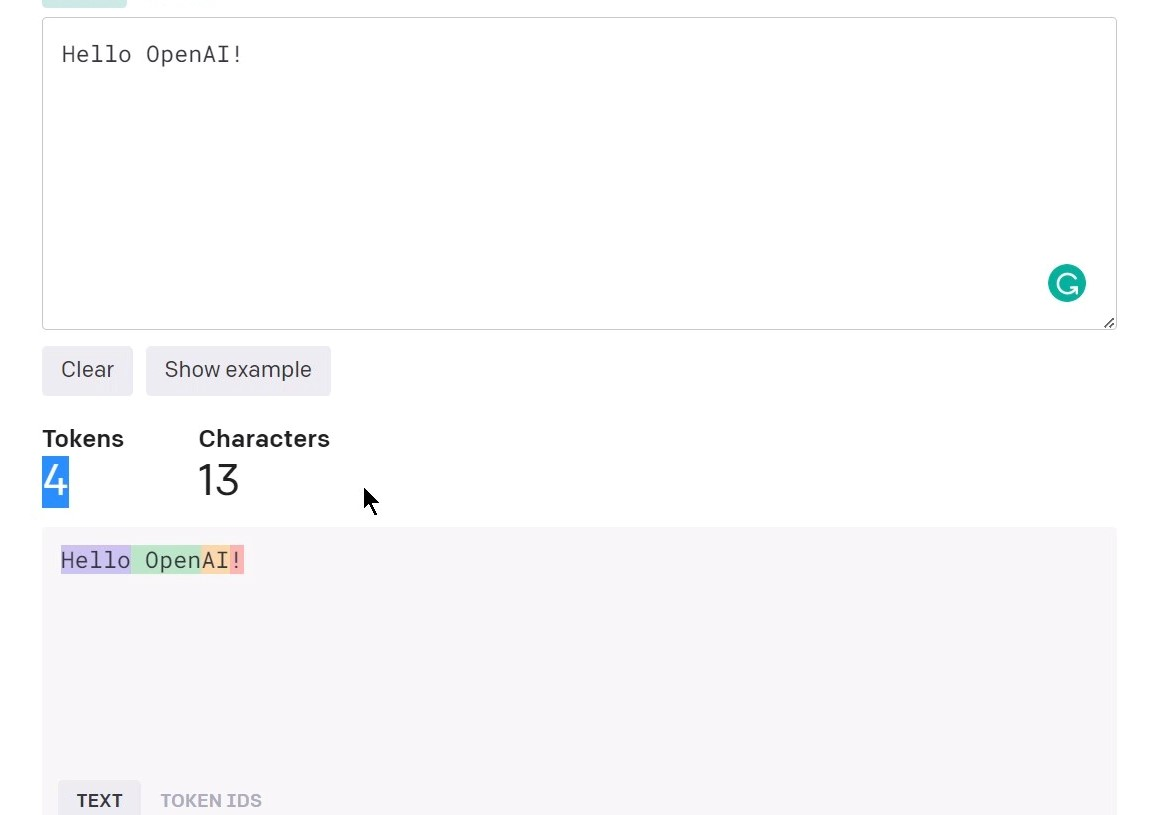 Hello OpenAI!
Clear Show example
Tokens Characters
4 13
Hello OpenAI!
TEXT TOKEN IDS